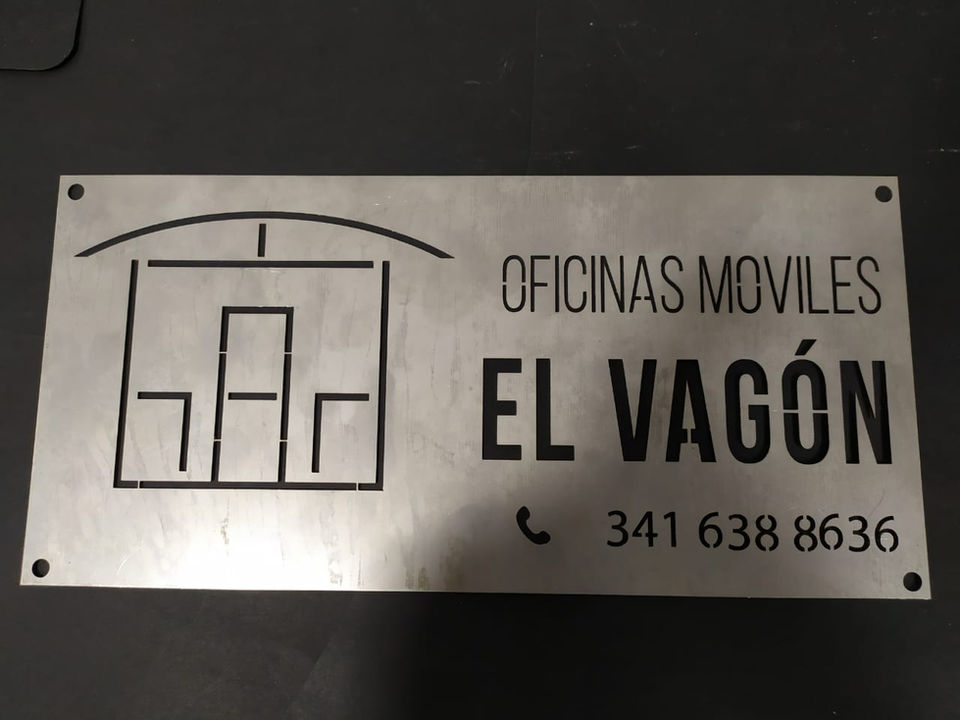 OFICINAS MOVILES
EL VAGÓN
341 638 8636